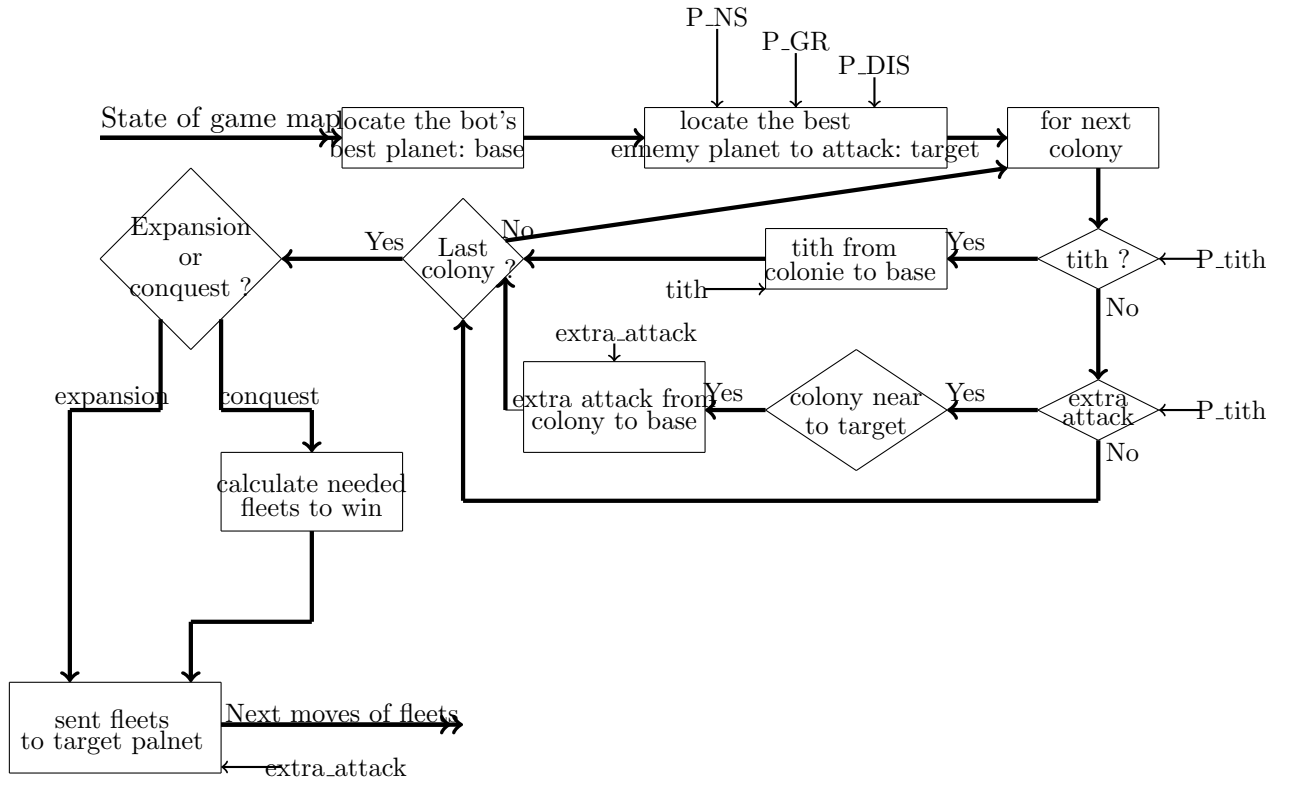 P_NS
P_GR
P_DIS
State of game map
locate the bot's
best planet: base
locate the best
ennemy planet to attack: target
for next
colony
Expansion
or
conquest ?
Yes
Last
colony ?
No
tith from
colonie to base
tith
Yes
tith ?
P_tith
No
extra_attack
extra attack from
colony to base
Yes
colony near
to target
Yes
extra
attack
P_tith
No
expansion
conquest
calculate needed
fleets to win
sent fleets
to target palnet
Next moves of fleets
extra_attack